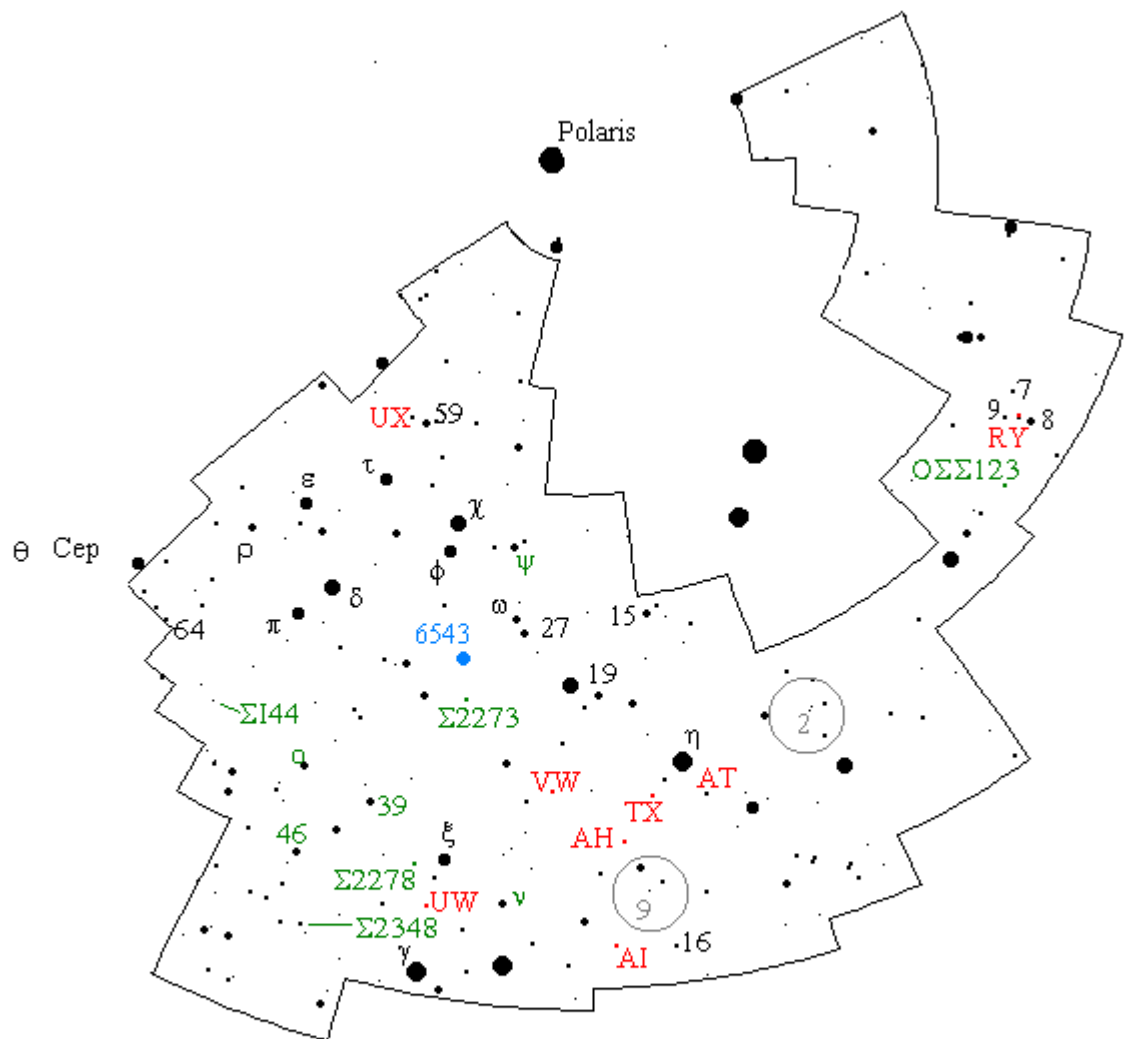 Polaris
7
UX
59
9
8
RY
τ
ΟΣΣ123
ε
χ
θ Cep
ρ
φ
ψ
δ
ω
15
π
64
6543
27
19
ΣI44
Σ2273
2
η
ο
VW
AT
39
TX
46
ξ
AH
Σ2278
UW
ν
9
Σ2348
γ
AI
16